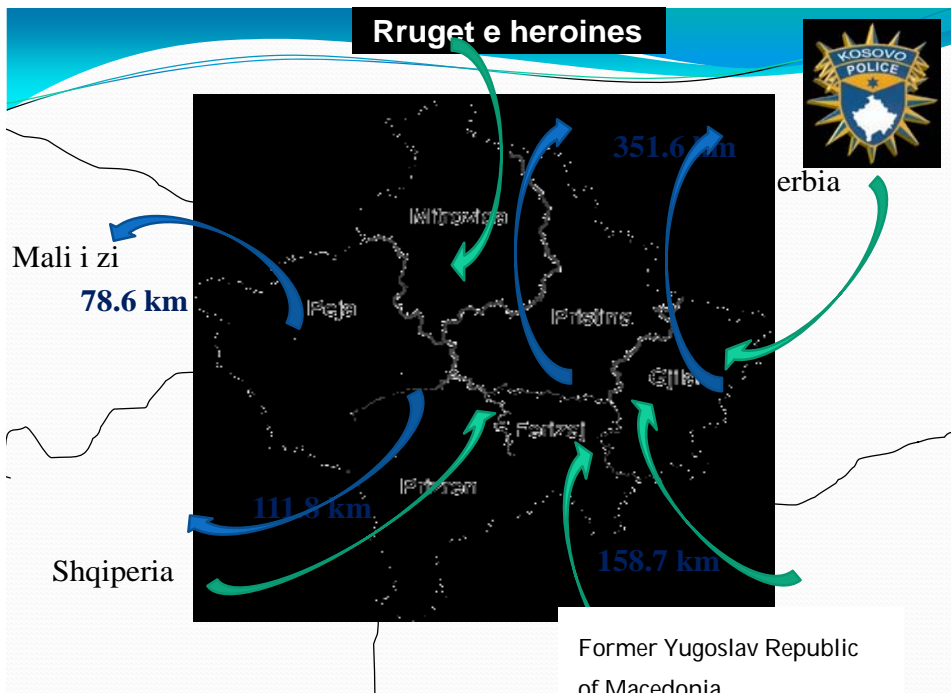 Rruget e heroines
KOSOVO
POLICE
351.6 km
erbia
Mitrovica
Mali i zi
78.6 km
Peja
Pristina
Gjilan
Ferizaj
Prizren
111.8 km
158.7 km
Shqiperia
Former Yugoslav Republic
of Macedonia